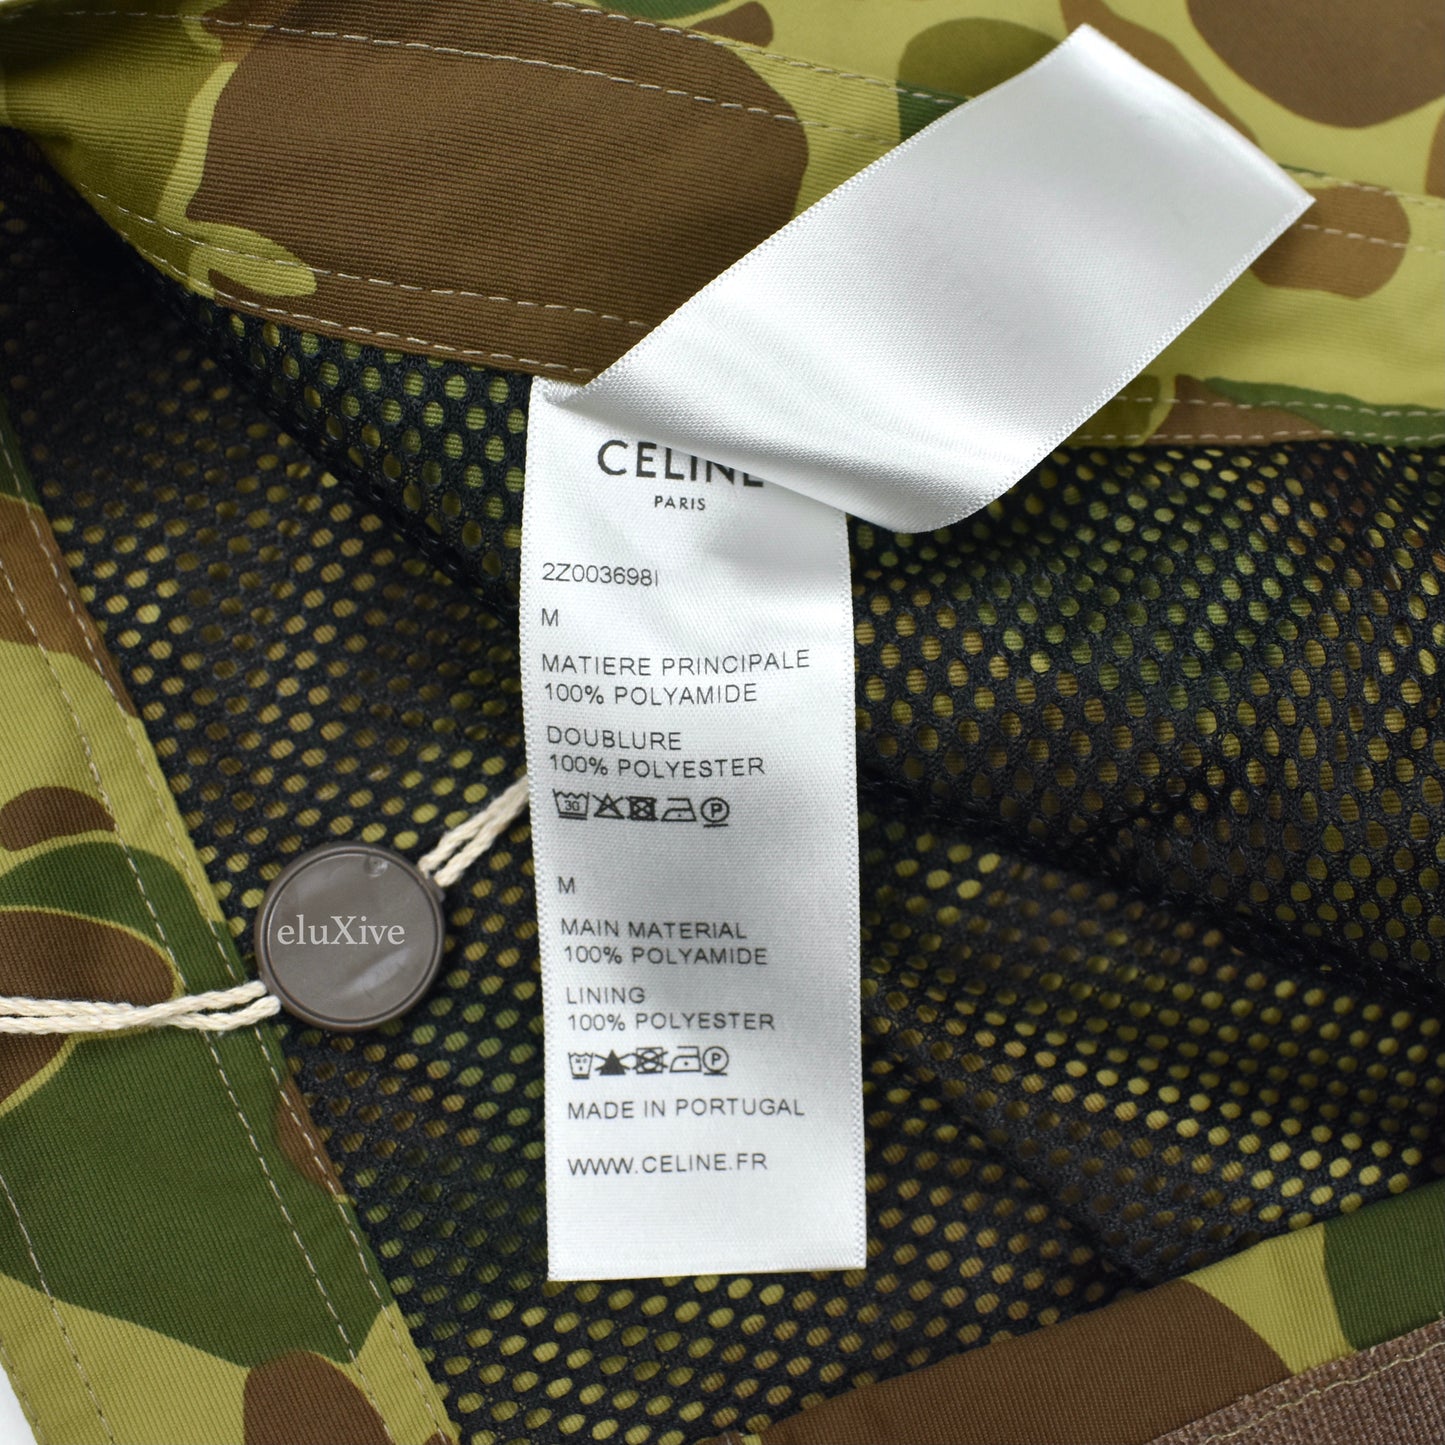 CELINE
PARIS
2Z003698I
M
MATIERE PRINCIPALE
100% POLYAMIDE
DOUBLURE
100% POLYESTER
30 P
M
MAIN MATERIAL
100% POLYAMIDE
LINING
100% POLYESTER
P
MADE IN PORTUGAL
WWW.CELINE.FR
eluXive